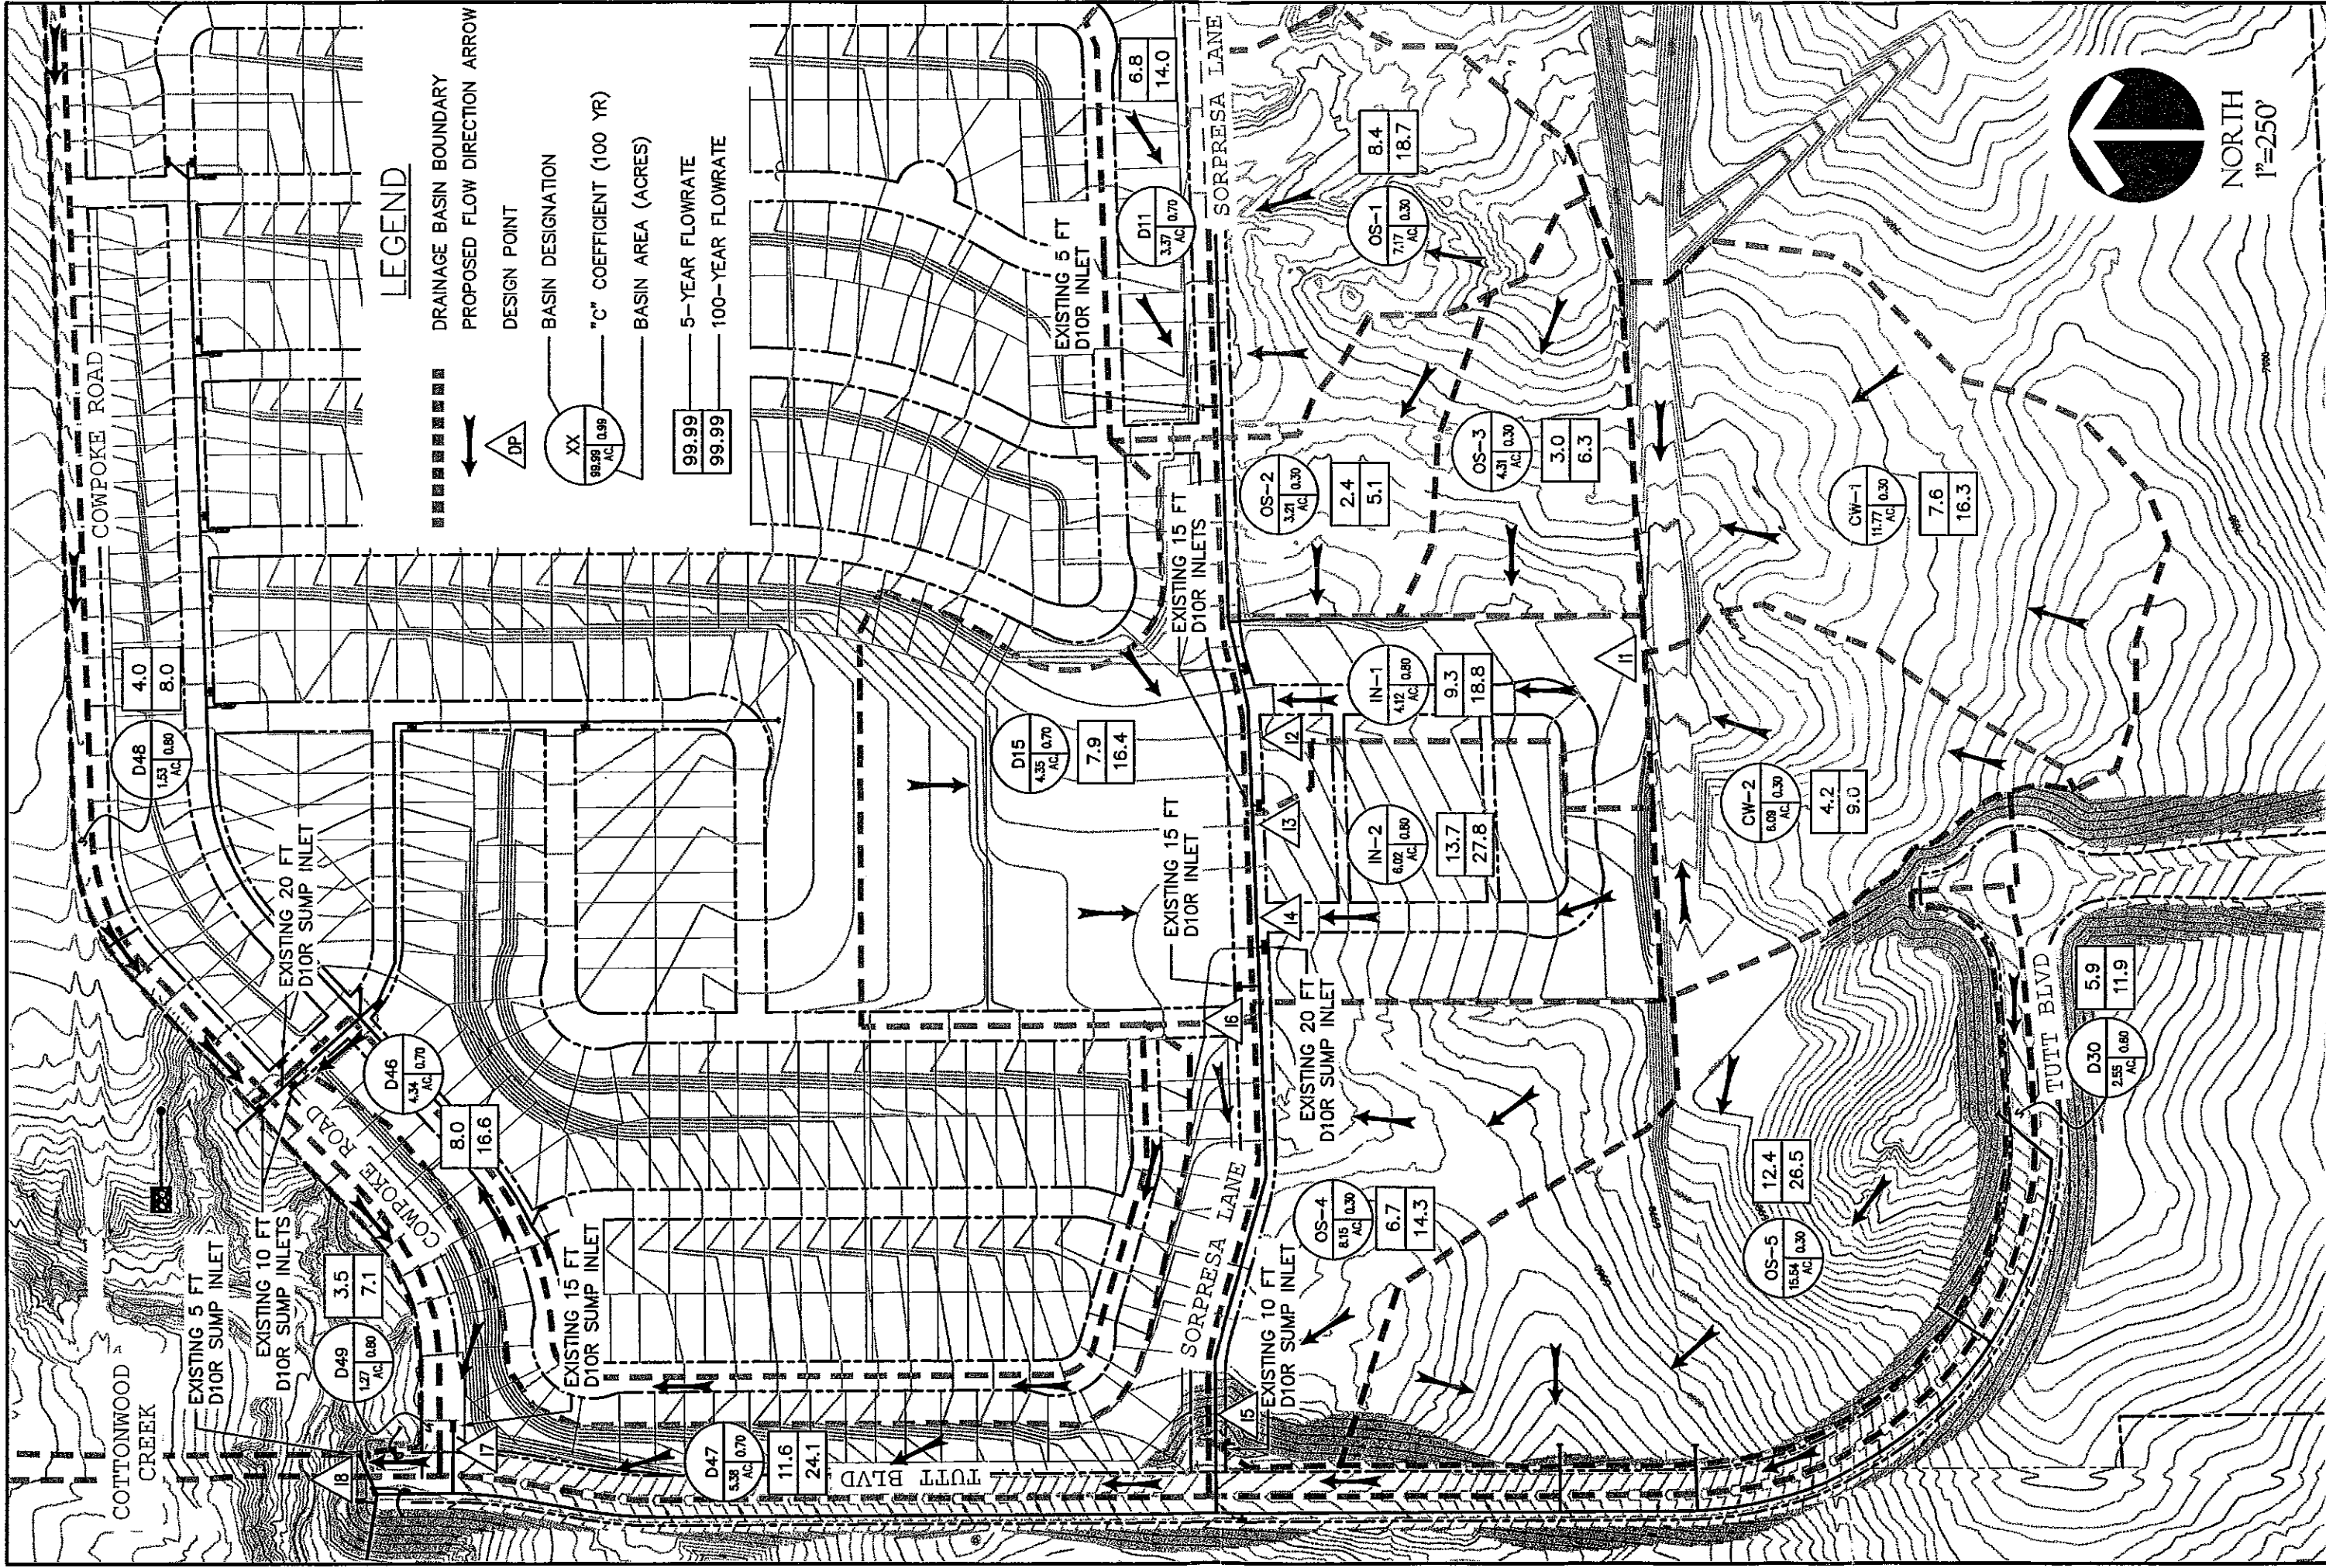 COTTONWOOD
CREEK
EXISTING 5 FT
D10R SUMP INLET
EXISTING 10 FT
D10R SUMP INLETS
D49
1.27
AC
0.80
3.5
7.1
18
17
COWPOKE ROAD
EXISTING 20 FT
D10R SUMP INLET
D46
4.34
AC
0.70
8.0
16.6
D48
1.53
AC
0.80
4.0
8.0
COWPOKE ROAD
LEGEND
DRAINAGE BASIN BOUNDARY
PROPOSED FLOW DIRECTION ARROW
DP
DESIGN POINT
BASIN DESIGNATION
XX
99.99
AC
0.99
"C" COEFFICIENT (100 YR)
BASIN AREA (ACRES)
99.99
99.99
5-YEAR FLOWRATE
100-YEAR FLOWRATE
EXISTING 15 FT
D10R SUMP INLET
D47
5.38
AC
0.70
11.6
24.1
TUTT BLVD
D15
4.35
AC
0.70
7.9
16.4
EXISTING 5 FT
D10R INLET
D11
3.37
AC
0.70
6.8
14.0
SORPRESA LANE
EXISTING 15 FT
D10R INLETS
EXISTING 15 FT
D10R INLET
16
SORPRESA LANE
15
EXISTING 10 FT
D10R SUMP INLET
EXISTING 20 FT
D10R SUMP INLET
14
13
12
11
OS-4
8.15
AC
0.30
6.7
14.3
IN-2
6.02
AC
0.80
13.7
27.8
IN-1
4.12
AC
0.80
9.3
18.8
OS-2
3.21
AC
0.30
2.4
5.1
OS-3
4.31
AC
0.30
3.0
6.3
OS-1
7.17
AC
0.30
8.4
18.7
OS-5
15.54
AC
0.30
12.4
26.5
CW-2
6.09
AC
0.30
4.2
9.0
CW-1
11.77
AC
0.30
7.6
16.3
TUTT BLVD
D30
2.55
AC
0.80
5.9
11.9
NORTH
1"=250'